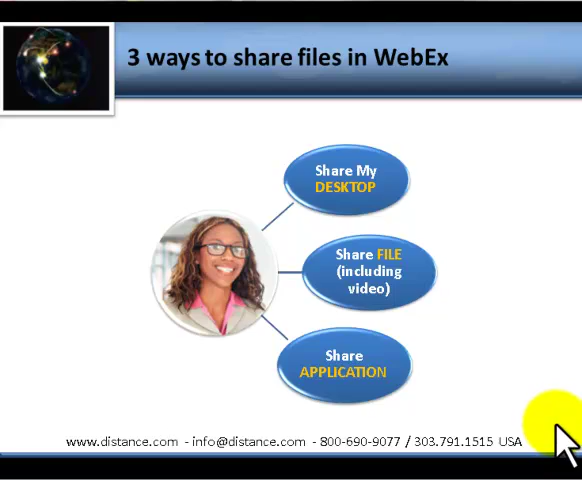 3 ways to share files in WebEx
Share My
DESKTOP
Share FILE
(including
video)
Share
APPLICATION
www.distance.com - info@distance.com - 800-690-9077 / 303.791.1515 USA